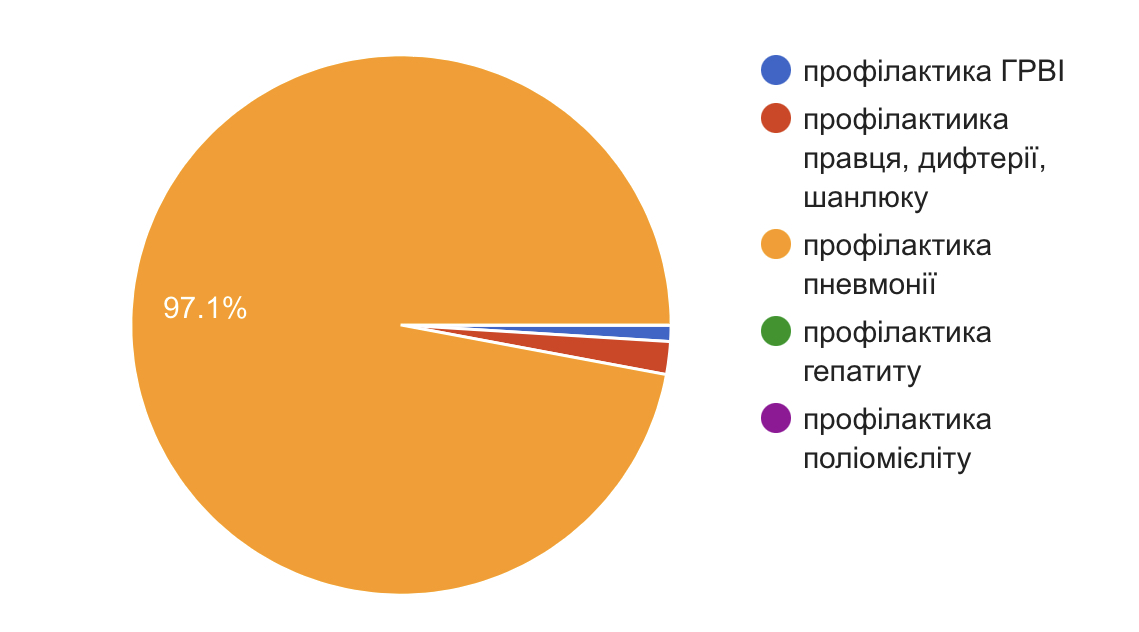 профілактика ГРВІ
профілактиика
правця, дифтерії,
шанлюку
профілактика
пневмонії
97.1%
профілактика
гепатиту
профілактика
поліомієліту